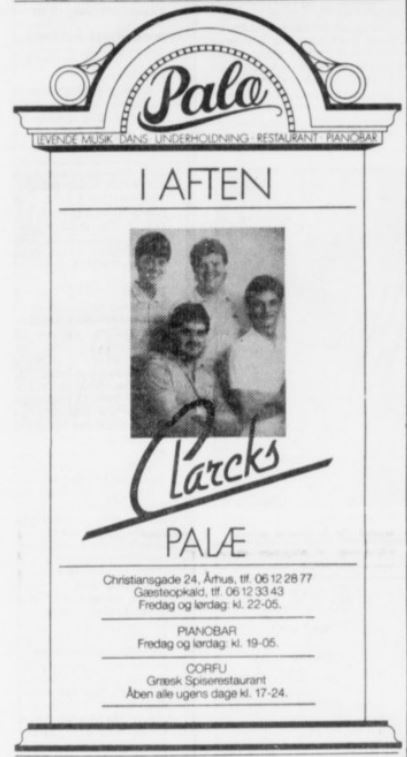 Palæ
LEVENDE MUSIK · DANS · UNDERHOLDNING · RESTAURANT · PIANOBAR
I AFTEN
Clarcks
PALÆ
Christiansgade 24, Århus, tlf. 06 12 28 77
Gæsteopkald, tlf. 06 12 33 43
Fredag og lørdag: kl. 22-05.
PIANOBAR
Fredag og lørdag: kl. 19-05.
CORFU
Græsk Spiserestaurant
Åben alle ugens dage kl. 17-24.